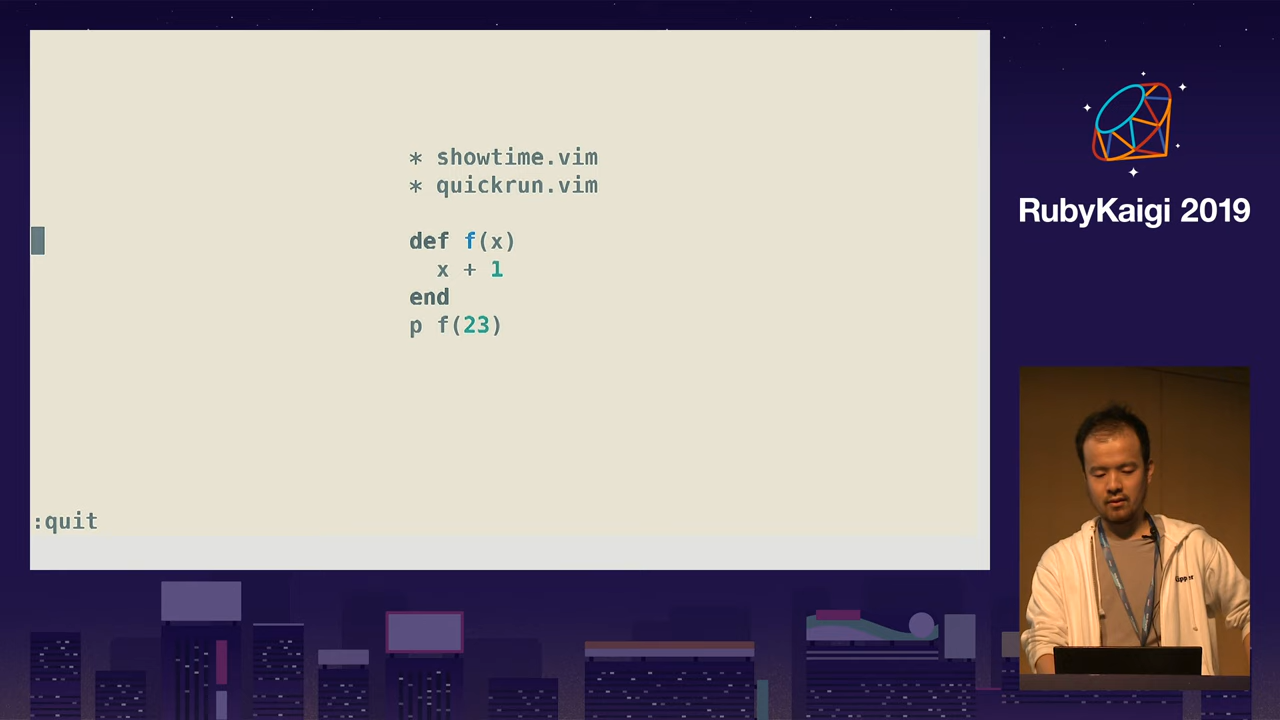 * showtime.vim
* quickrun.vim
def f(x)
  x + 1
end
p f(23)
:quit
RubyKaigi 2019